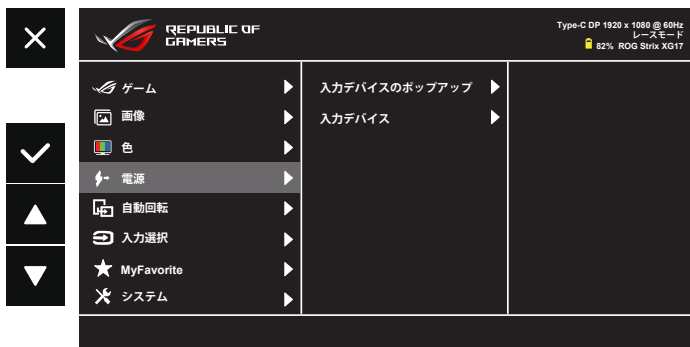 REPUBLIC OF
GAMERS
Type-C DP 1920 x 1080 @ 60Hz
レースモード
82% ROG Strix XG17
ゲーム
画像
色
電源
自動回転
入力選択
MyFavorite
システム
入力デバイスのポップアップ
入力デバイス